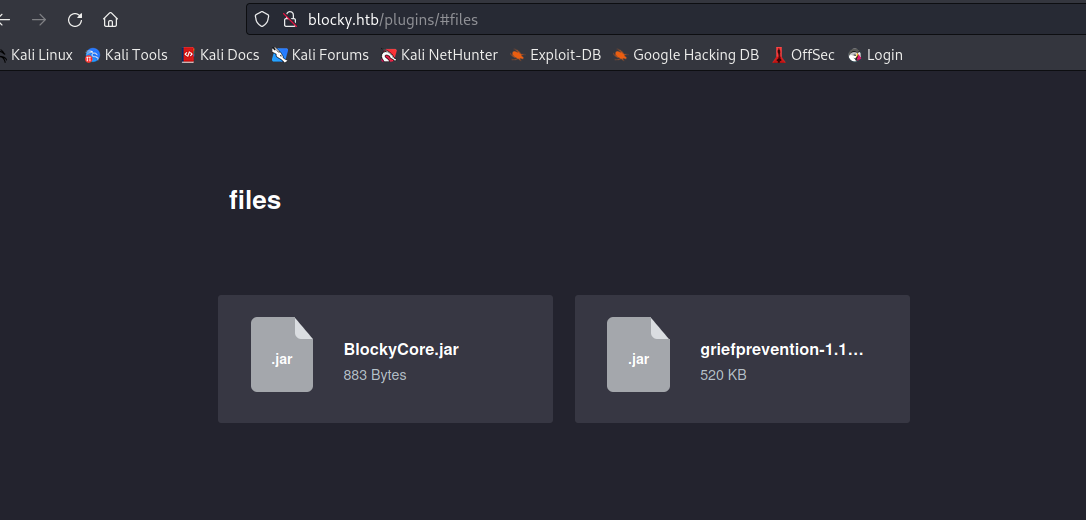 blocky.htb/plugins/#files
Kali Linux Kali Tools Kali Docs Kali Forums Kali NetHunter Exploit-DB Google Hacking DB OffSec Login
files
.jar BlockyCore.jar
883 Bytes
.jar griefprevention-1.1…
520 KB